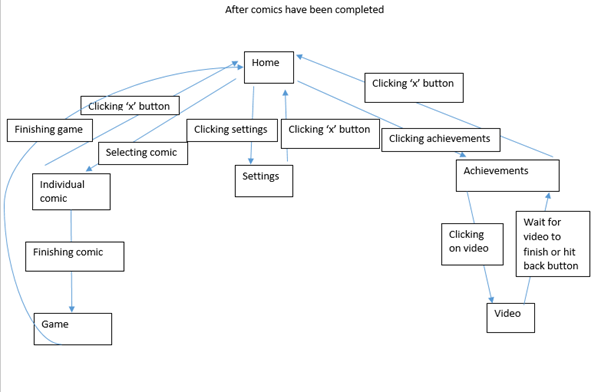 After comics have been completed
Home
Clicking ‘x’ button
Clicking ‘x’ button
Finishing game
Clicking settings
Clicking ‘x’ button
Clicking achievements
Selecting comic
Individual
comic
Settings
Achievements
Finishing comic
Clicking
on video
Wait for
video to
finish or hit
back button
Game
Video